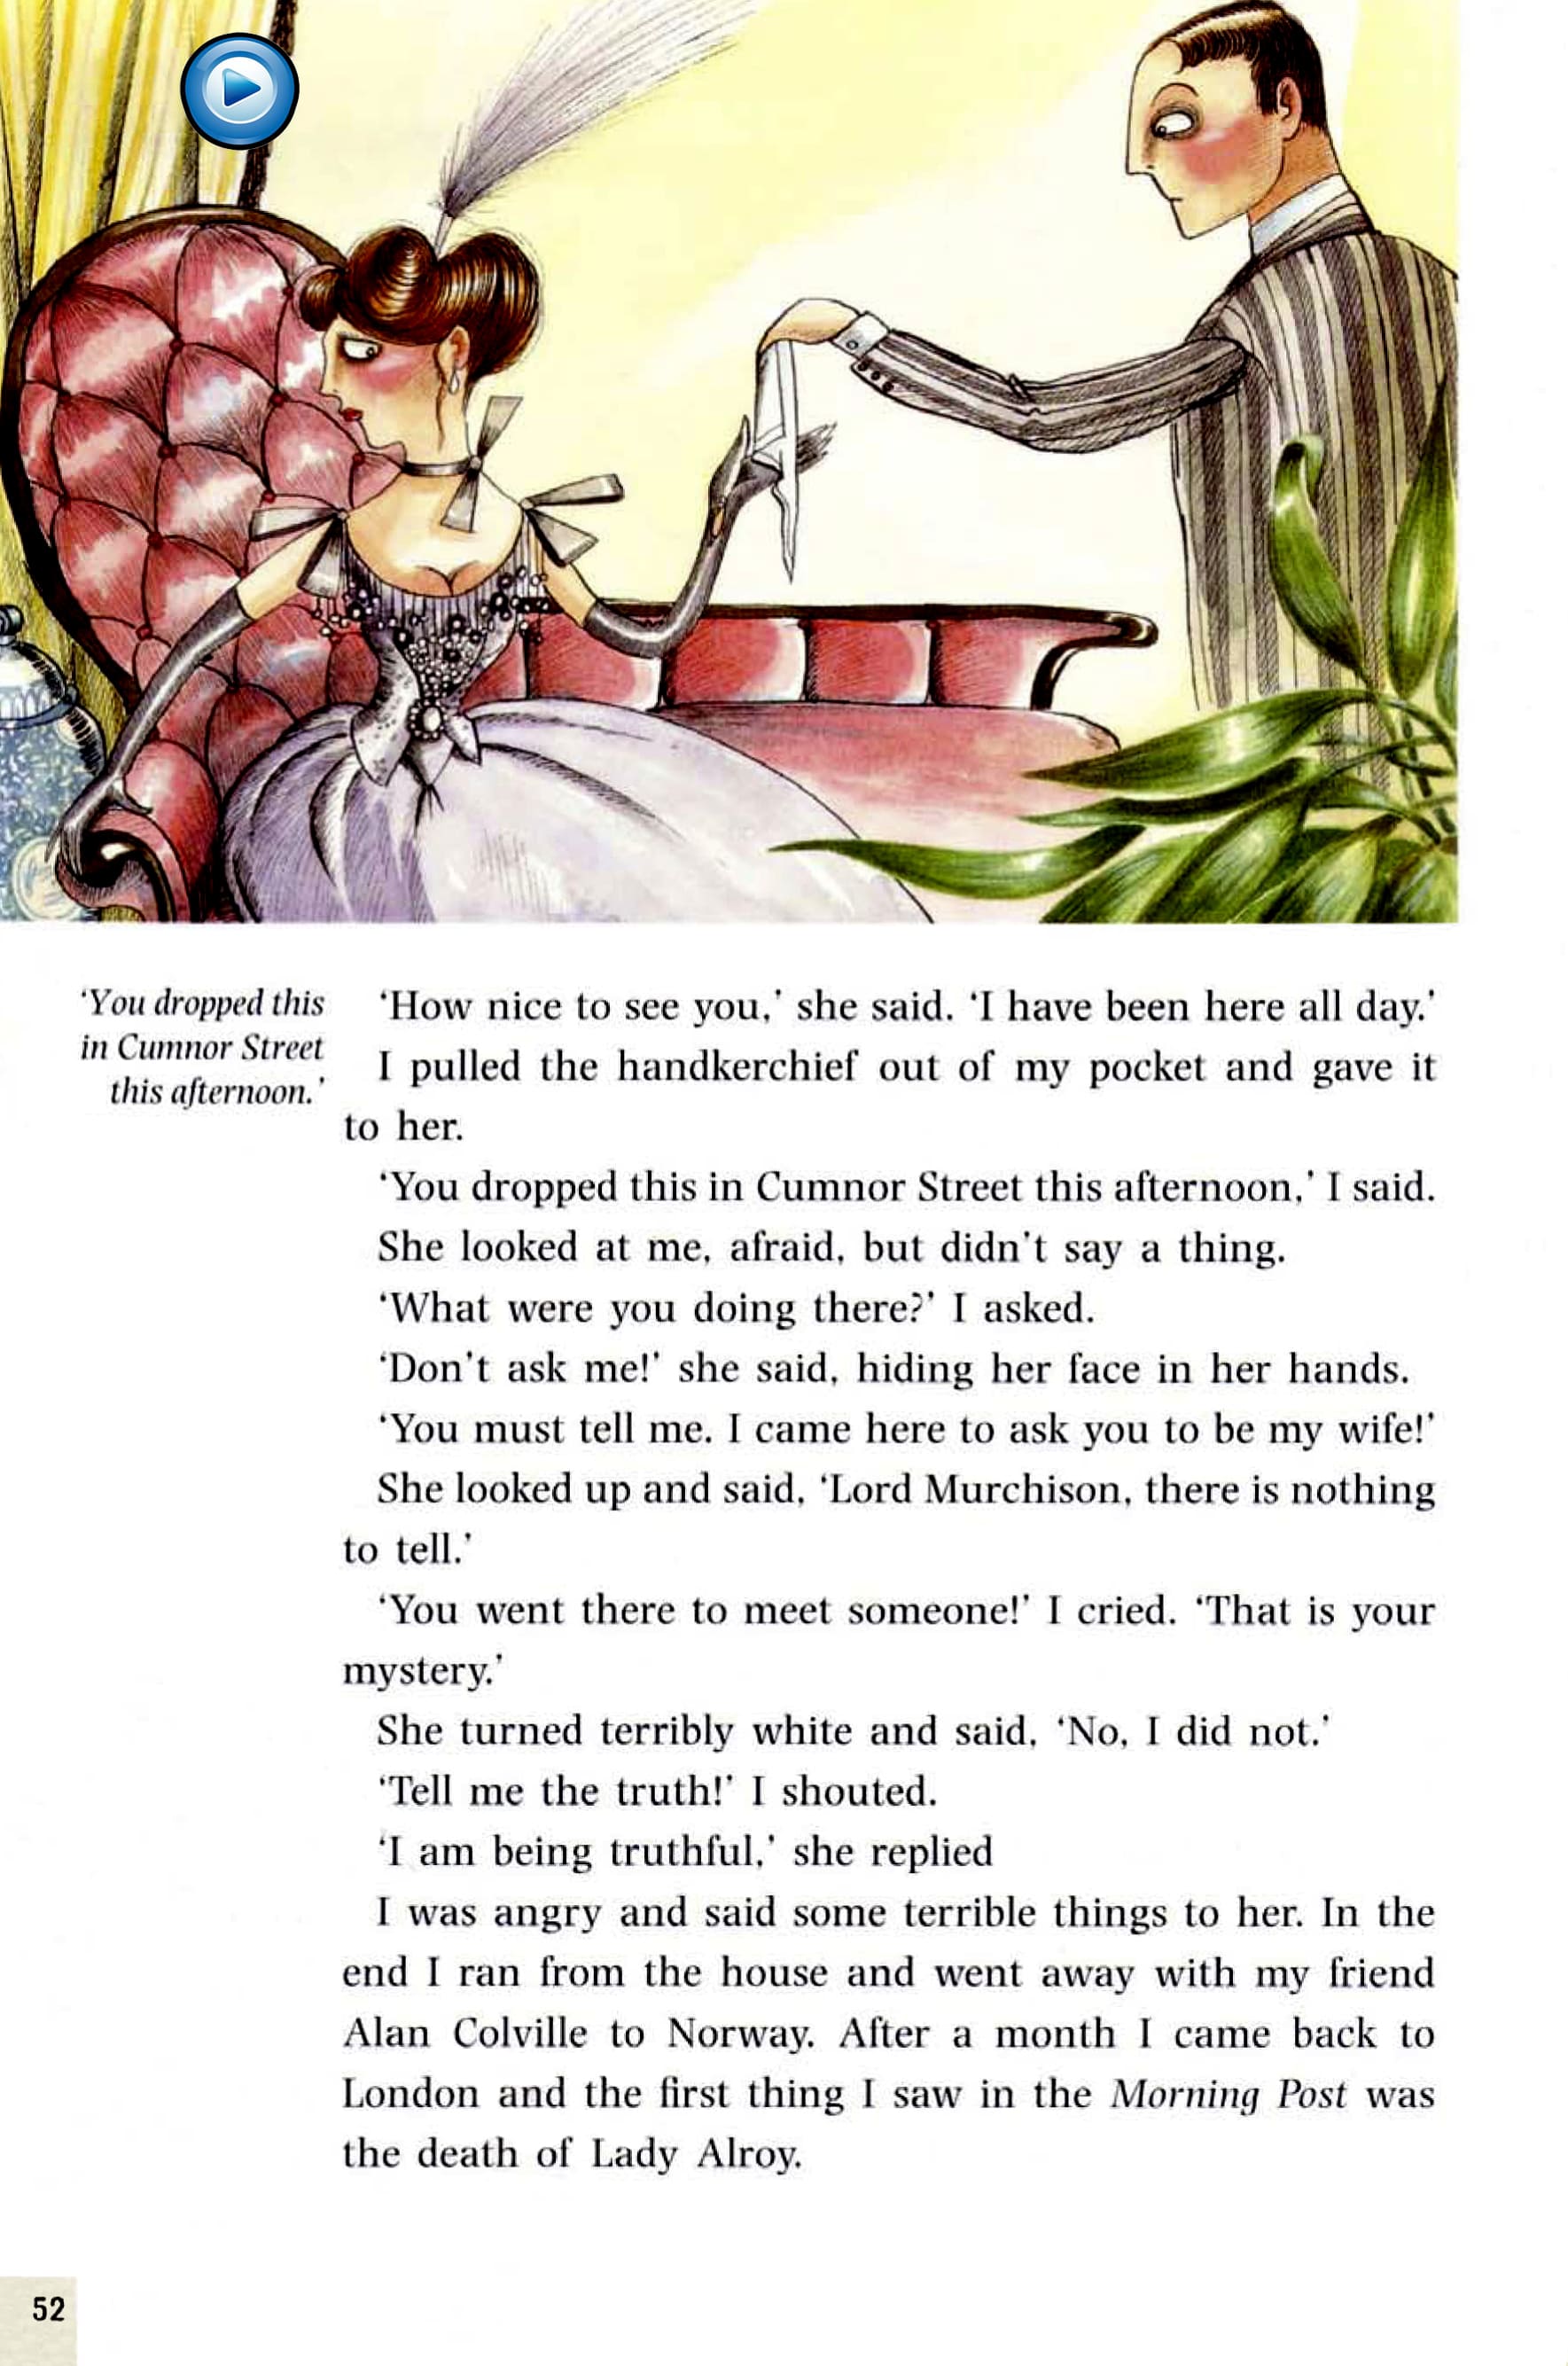 ‘You dropped this
in Cumnor Street
this afternoon.’
‘How nice to see you,’ she said. ‘I have been here all day.’
I pulled the handkerchief out of my pocket and gave it
to her.
‘You dropped this in Cumnor Street this afternoon,’ I said.
She looked at me, afraid, but didn't say a thing.
‘What were you doing there?’ I asked.
‘Don't ask me!’ she said, hiding her face in her hands.
‘You must tell me. I came here to ask you to be my wife!’
She looked up and said, ‘Lord Murchison, there is nothing
to tell.’
‘You went there to meet someone!’ I cried. ‘That is your
mystery.’
She turned terribly white and said, ‘No, I did not.’
‘Tell me the truth!’ I shouted.
‘I am being truthful,’ she replied
I was angry and said some terrible things to her. In the
end I ran from the house and went away with my friend
Alan Colville to Norway. After a month I came back to
London and the first thing I saw in the Morning Post was
the death of Lady Alroy.
52